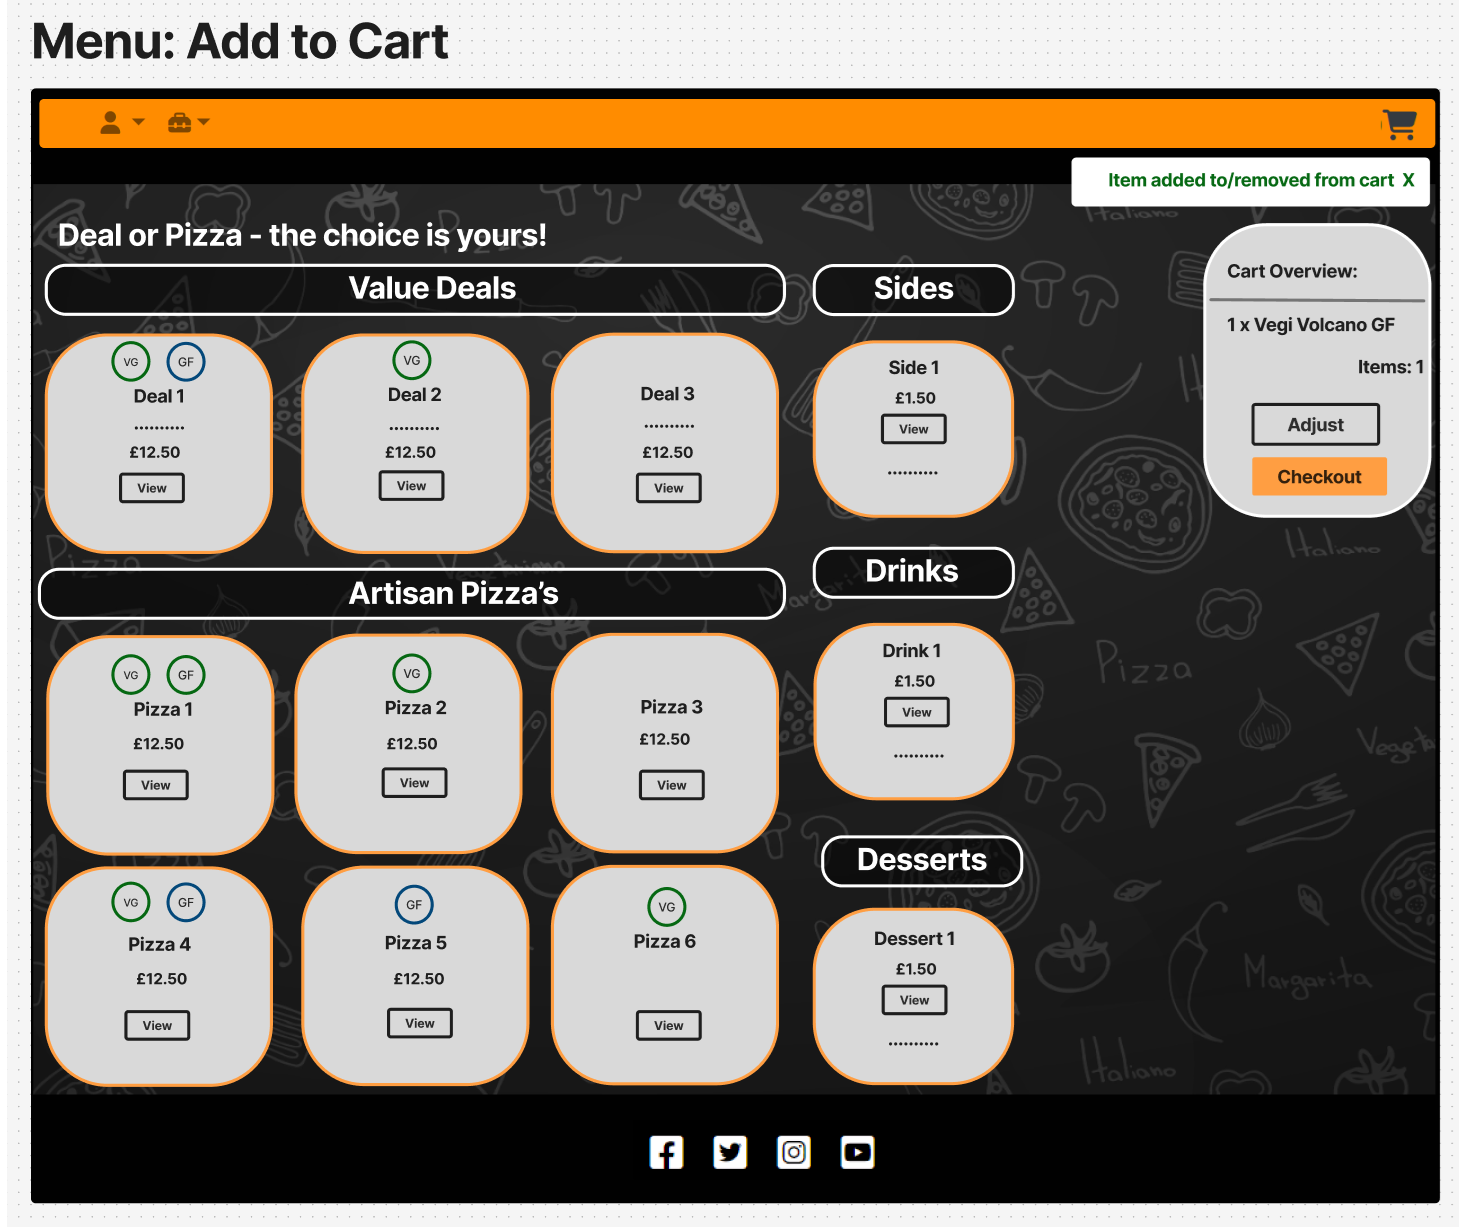 Menu: Add to Cart
Item added to/removed from cart X
Deal or Pizza - the choice is yours!
Value Deals
VG GF
Deal 1
..........
£12.50
View
VG
Deal 2
..........
£12.50
View
Deal 3
..........
£12.50
View
Artisan Pizza’s
VG GF
Pizza 1
£12.50
View
VG
Pizza 2
£12.50
View
Pizza 3
£12.50
View
VG GF
Pizza 4
£12.50
View
GF
Pizza 5
£12.50
View
VG
Pizza 6
View
Sides
Side 1
£1.50
View
..........
Drinks
Drink 1
£1.50
View
..........
Desserts
Dessert 1
£1.50
View
..........
Cart Overview:
1 x Vegi Volcano GF
Items: 1
Adjust
Checkout
Italiano
Pizza
Pizza
Italiano
Pizza
Margarita
Italiano